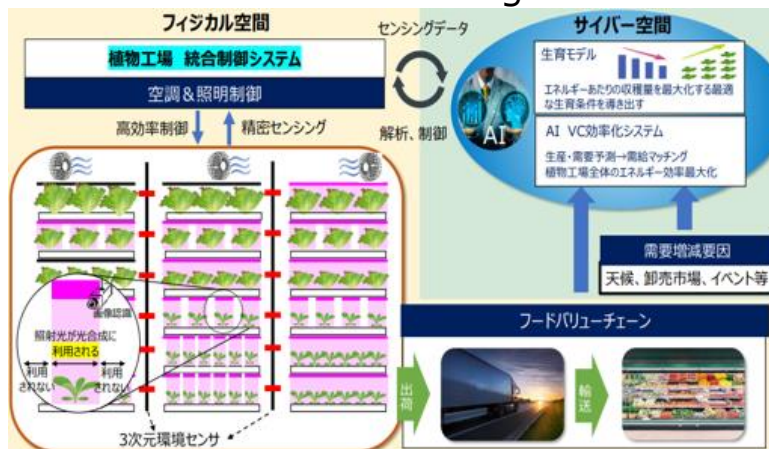 フィジカル空間
植物工場 統合制御システム
空調＆照明制御
高効率制御
精密センシング
センシングデータ
解析、制御
サイバー空間
生育モデル
エネルギーあたりの収穫量を最大化する最適
な生育条件を導き出す
AI
AI VC効率化システム
生産・需要予測→需給マッチング
植物工場全体のエネルギー効率最大化
需要増減要因
天候、卸売市場、イベント等
画像認識
照射光が光合成に
利用される
利用
されない
利用
されない
3次元環境センサ
フードバリューチェーン
出荷
輸送